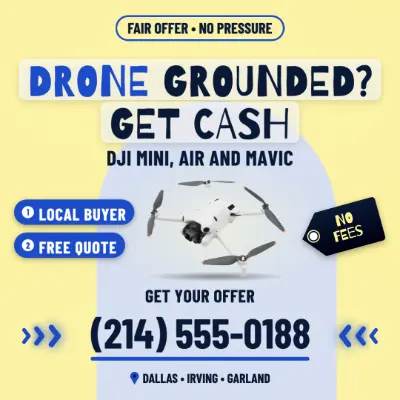 FAIR OFFER • NO PRESSURE
DRONE GROUNDED?
GET CASH
DJI MINI, AIR AND MAVIC
1 LOCAL BUYER
2 FREE QUOTE
NO
FEES
GET YOUR OFFER
(214) 555-0188
DALLAS • IRVING • GARLAND